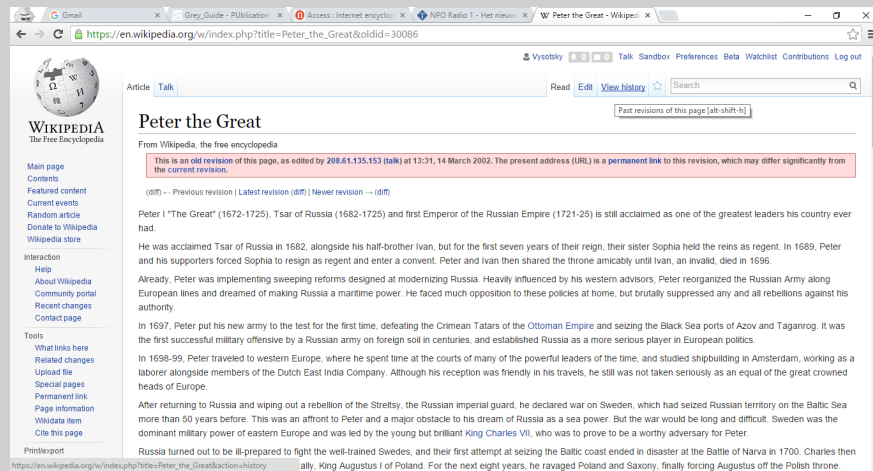 Gmail
Grey_Guide - PUblication
Access : Internet encyclop
NPO Radio 1 - Het nieuw
Peter the Great - Wikiped
https://en.wikipedia.org/w/index.php?title=Peter_the_Great&oldid=30086
Vysotsky 0 0 Talk Sandbox Preferences Beta Watchlist Contributions Log out
Article Talk Read Edit View history Search
Past revisions of this page [alt-shift-h]
WIKIPEDIA
The Free Encyclopedia
Main page
Contents
Featured content
Current events
Random article
Donate to Wikipedia
Wikipedia store
Interaction
Help
About Wikipedia
Community portal
Recent changes
Contact page
Tools
What links here
Related changes
Upload file
Special pages
Permanent link
Page information
Wikidata item
Cite this page
Print/export
Peter the Great
From Wikipedia, the free encyclopedia
This is an old revision of this page, as edited by 208.61.135.153 (talk) at 13:31, 14 March 2002. The present address (URL) is a permanent link to this revision, which may differ significantly from
the current revision.
(diff) ← Previous revision | Latest revision (diff) | Newer revision → (diff)
Peter I "The Great" (1672-1725), Tsar of Russia (1682-1725) and first Emperor of the Russian Empire (1721-25) is still acclaimed as one of the greatest leaders his country ever
had.
He was acclaimed Tsar of Russia in 1682, alongside his half-brother Ivan, but for the first seven years of their reign, their sister Sophia held the reins as regent. In 1689, Peter
and his supporters forced Sophia to resign as regent and enter a convent. Peter and Ivan then shared the throne amicably until Ivan, an invalid, died in 1696.
Already, Peter was implementing sweeping reforms designed at modernizing Russia. Heavily influenced by his western advisors, Peter reorganized the Russian Army along
European lines and dreamed of making Russia a maritime power. He faced much opposition to these policies at home, but brutally suppressed any and all rebellions against his
authority.
In 1697, Peter put his new army to the test for the first time, defeating the Crimean Tatars of the Ottoman Empire and seizing the Black Sea ports of Azov and Taganrog. It was
the first successful military offensive by a Russian army on foreign soil in centuries, and established Russia as a more serious player in European politics.
In 1698-99, Peter traveled to western Europe, where he spent time at the courts of many of the powerful leaders of the time, and studied shipbuilding in Amsterdam, working as a
laborer alongside members of the Dutch East India Company. Although his reception was friendly in his travels, he still was not taken seriously as an equal of the great crowned
heads of Europe.
After returning to Russia and wiping out a rebellion of the Streltsy, the Russian imperial guard, he declared war on Sweden, which had seized Russian territory on the Baltic Sea
more than 50 years before. This was an affront to Peter and a major obstacle to his dream of Russia as a sea power. But the war would be long and difficult. Sweden was the
dominant military power of eastern Europe and was led by the young but brilliant King Charles VII, who was to prove to be a worthy adversary for Peter.
Russia turned out to be ill-prepared to fight the well-trained Swedes, and their first attempt at seizing the Baltic coast ended in disaster at the Battle of Narva in 1700. Charles then
ally, King Augustus I of Poland. For the next eight years, he ravaged Poland and Saxony, finally forcing Augustus off the Polish throne.
https://en.wikipedia.org/w/index.php?title=Peter_the_Great&action=history